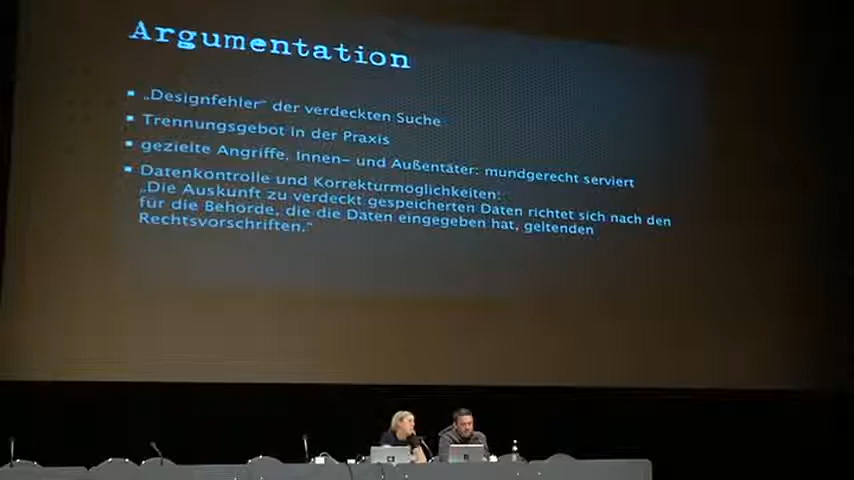 Argumentation
„Designfehler“ der verdeckten Suche
Trennungsgebot in der Praxis
gezielte Angriffe, Innen- und Außentäter: mundgerecht serviert
Datenkontrolle und Korrekturmöglichkeiten:
„Die Auskunft zu verdeckt gespeicherten Daten richtet sich nach den
für die Behörde, die die Daten eingegeben hat, geltenden
Rechtsvorschriften.“